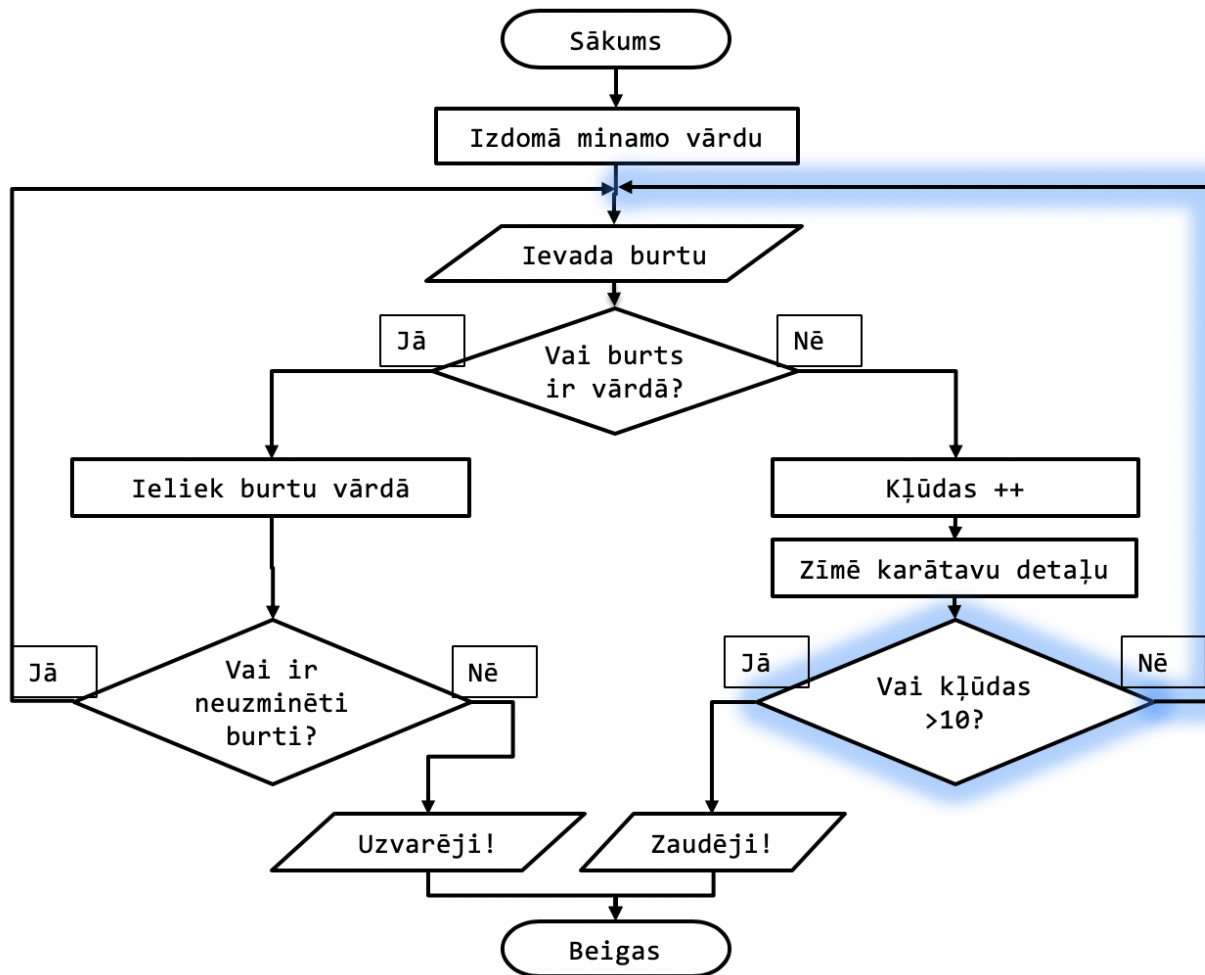 Sākums
Izdomā minamo vārdu
Ievada burtu
Jā
Nē
Vai burts
ir vārdā?
Ieliek burtu vārdā
Kļūdas ++
Zīmē karātavu detaļu
Jā
Nē
Jā
Nē
Vai ir
neuzminēti
burti?
Vai kļūdas
>10?
Uzvarēji!
Zaudēji!
Beigas